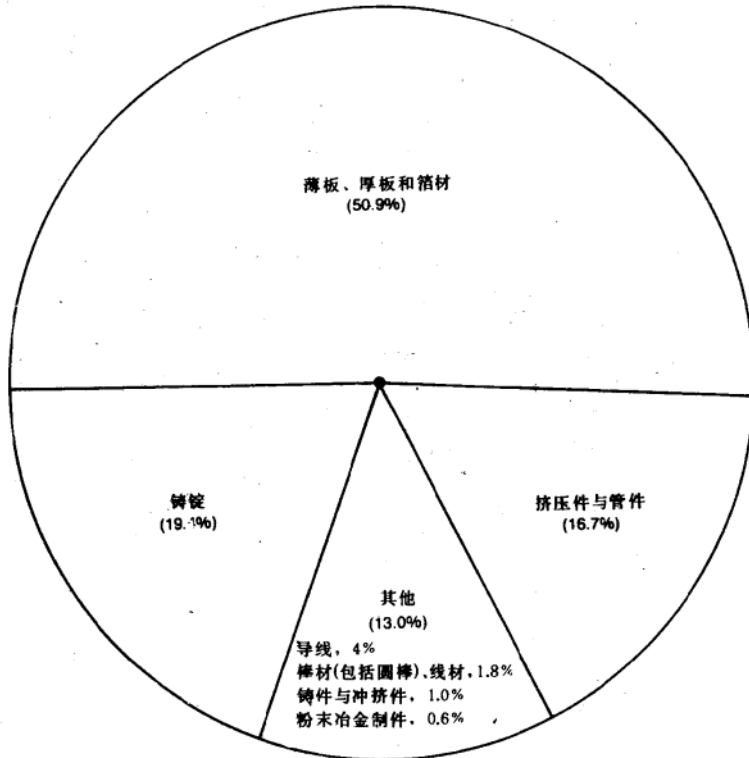 薄板、厚板和箔材
(50.9%)
铸锭
挤压件与管件
(16.7%)
其他
(13.0%)
导线，4%
棒材(包括圆棒)、线材，1.8%
铸件与冲挤件，1.0%
粉末冶金制件，0.6%